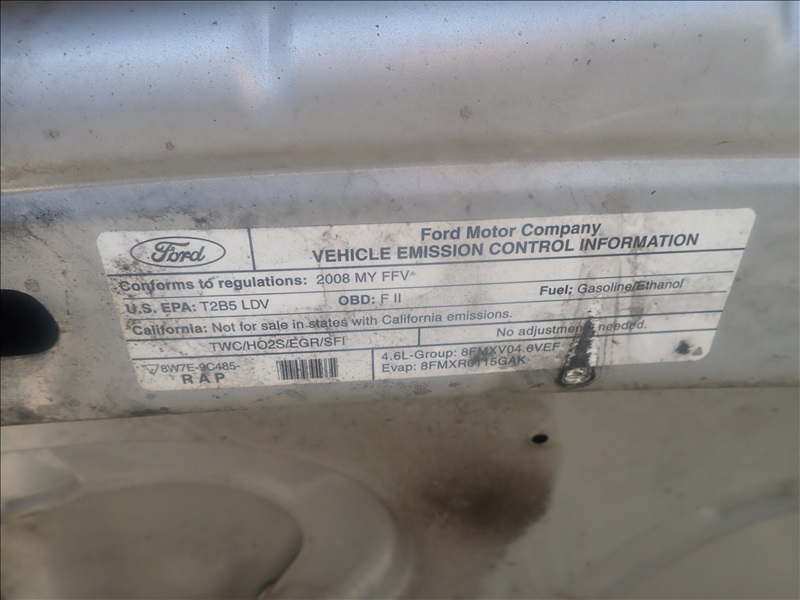 Ford
Ford Motor Company
VEHICLE EMISSION CONTROL INFORMATION
Conforms to regulations: 2008 MY FFV
U.S. EPA: T2B5 LDV OBD: F II Fuel: Gasoline/Ethanol
California: Not for sale in states with California emissions.
TWC/HO2S/EGR/SFI No adjustments needed.
8W7E-9C485-
RAP
4.6L-Group: 8FMXV04.6VEF
Evap: 8FMXR0115GAK